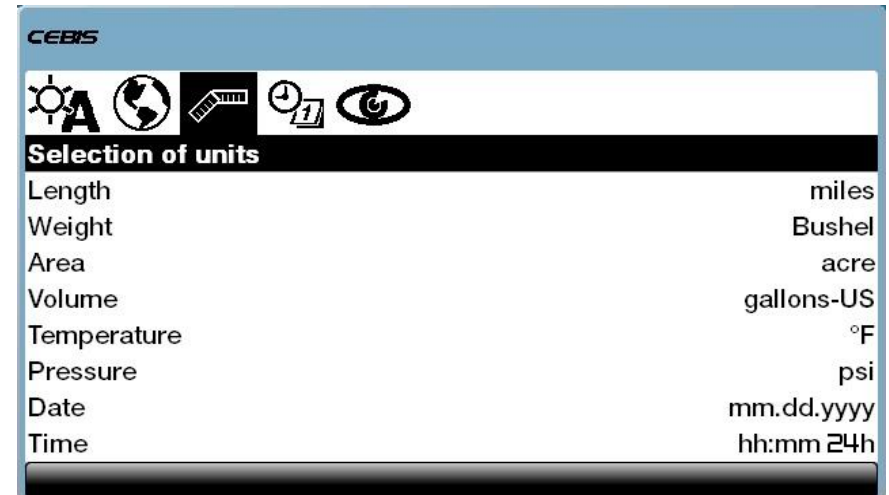 CEBIS
A
1
Selection of units
Length miles
Weight Bushel
Area acre
Volume gallons-US
Temperature °F
Pressure psi
Date mm.dd.yyyy
Time hh:mm 24h